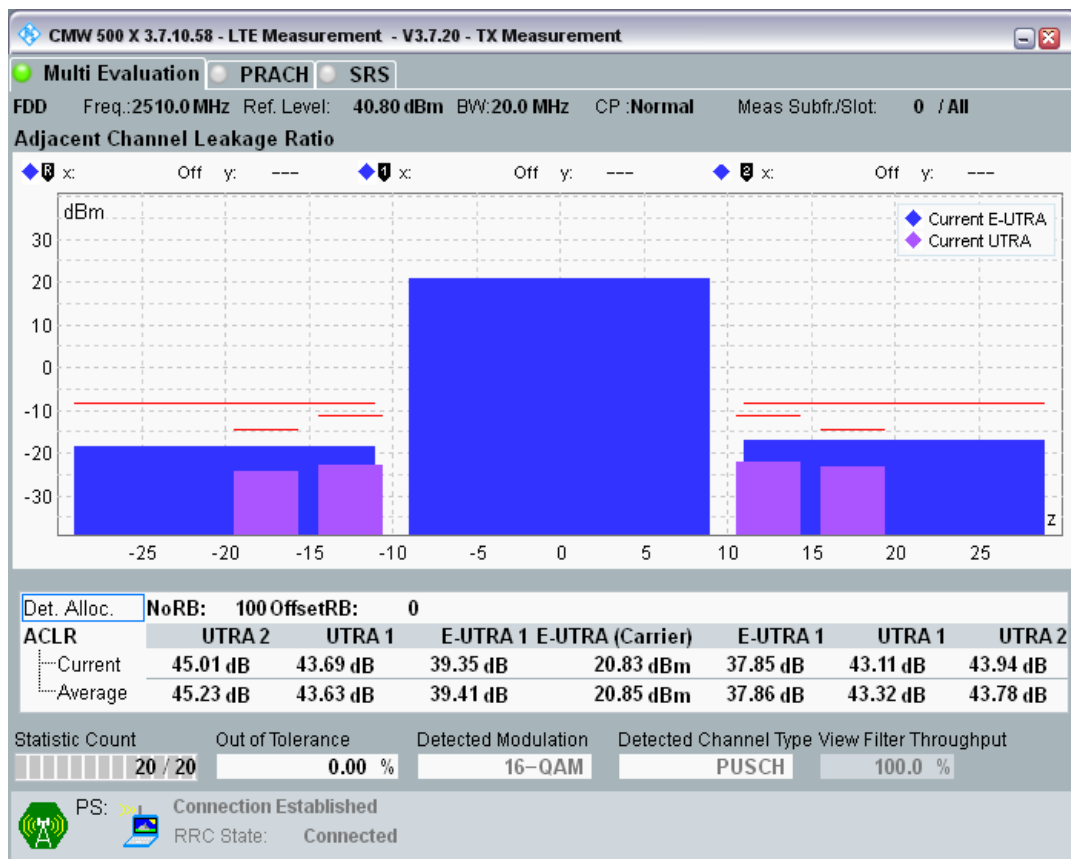 CMW 500 X 3.7.10.58 - LTE Measurement - V3.7.20 - TX Measurement
Multi Evaluation PRACH SRS
FDD Freq.:2510.0 MHz Ref. Level: 40.80 dBm BW:20.0 MHz CP :Normal Meas Subfr./Slot: 0 / All
Adjacent Channel Leakage Ratio
R x: Off y: --- 1 x: Off y: --- 2 x: Off y: ---
dBm
Current E-UTRA
Current UTRA
30
20
10
0
-10
-20
-30
z
-25 -20 -15 -10 -5 0 5 10 15 20 25
Det. Alloc. NoRB: 100 OffsetRB: 0
ACLR UTRA 2 UTRA 1 E-UTRA 1 E-UTRA (Carrier) E-UTRA 1 UTRA 1 UTRA 2
Current 45.01 dB 43.69 dB 39.35 dB 20.83 dBm 37.85 dB 43.11 dB 43.94 dB
Average 45.23 dB 43.63 dB 39.41 dB 20.85 dBm 37.86 dB 43.32 dB 43.78 dB
Statistic Count Out of Tolerance Detected Modulation Detected Channel Type View Filter Throughput
20 / 20 0.00 % 16-QAM PUSCH 100.0 %
PS: Connection Established
RRC State: Connected